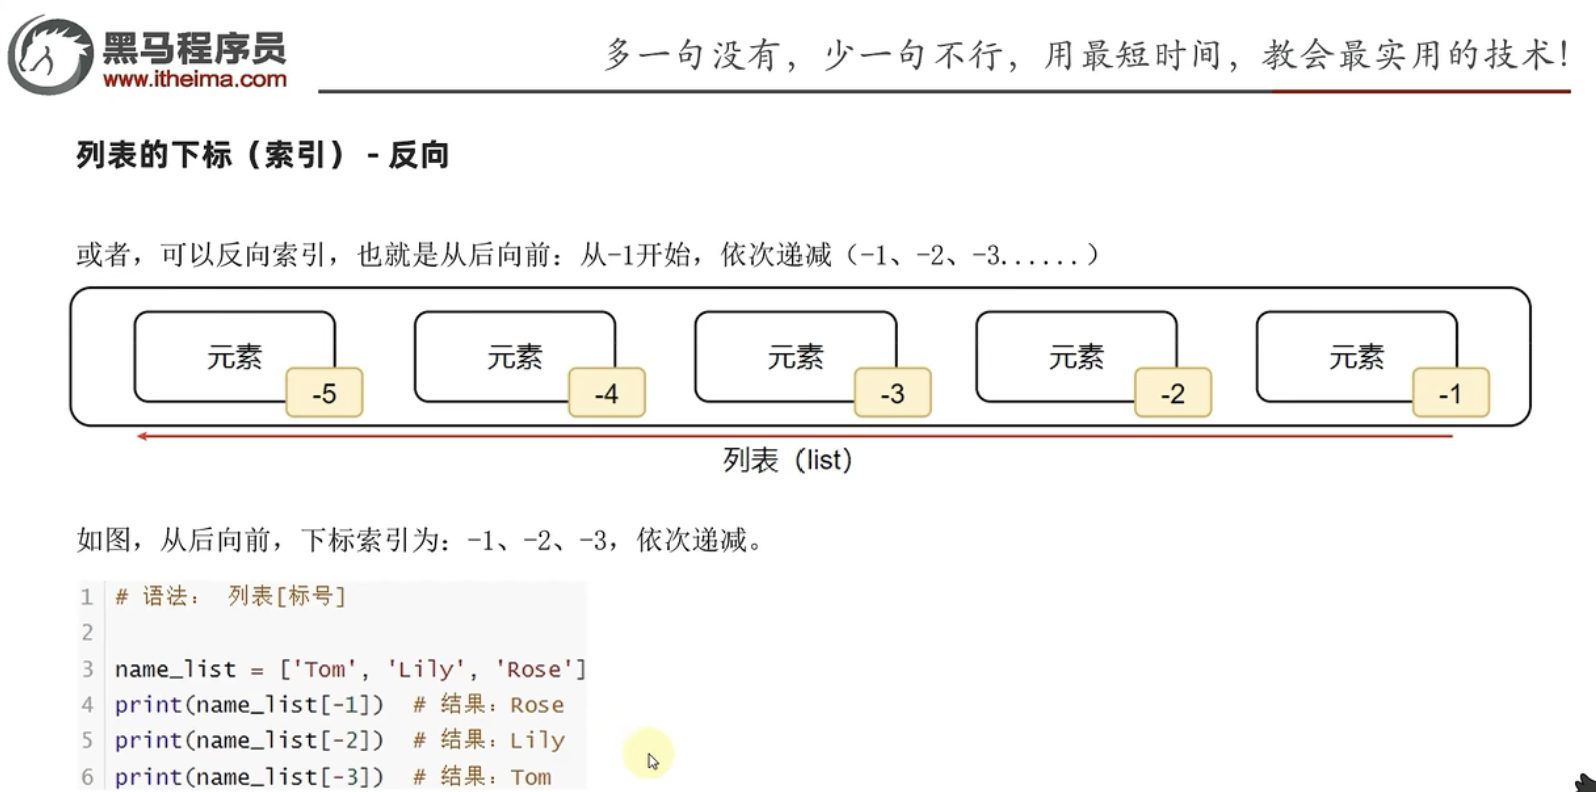 黑马程序员
www.itheima.com
多一句没有，少一句不行，用最短时间，教会最实用的技术！
列表的下标（索引） - 反向
或者，可以反向索引，也就是从后向前：从-1开始，依次递减（-1、-2、-3......）
元素 元素 元素 元素 元素
-5 -4 -3 -2 -1
列表（list）
如图，从后向前，下标索引为：-1、-2、-3，依次递减。
1 # 语法： 列表[标号]
2
3 name_list = ['Tom', 'Lily', 'Rose']
4 print(name_list[-1]) # 结果：Rose
5 print(name_list[-2]) # 结果：Lily
6 print(name_list[-3]) # 结果：Tom